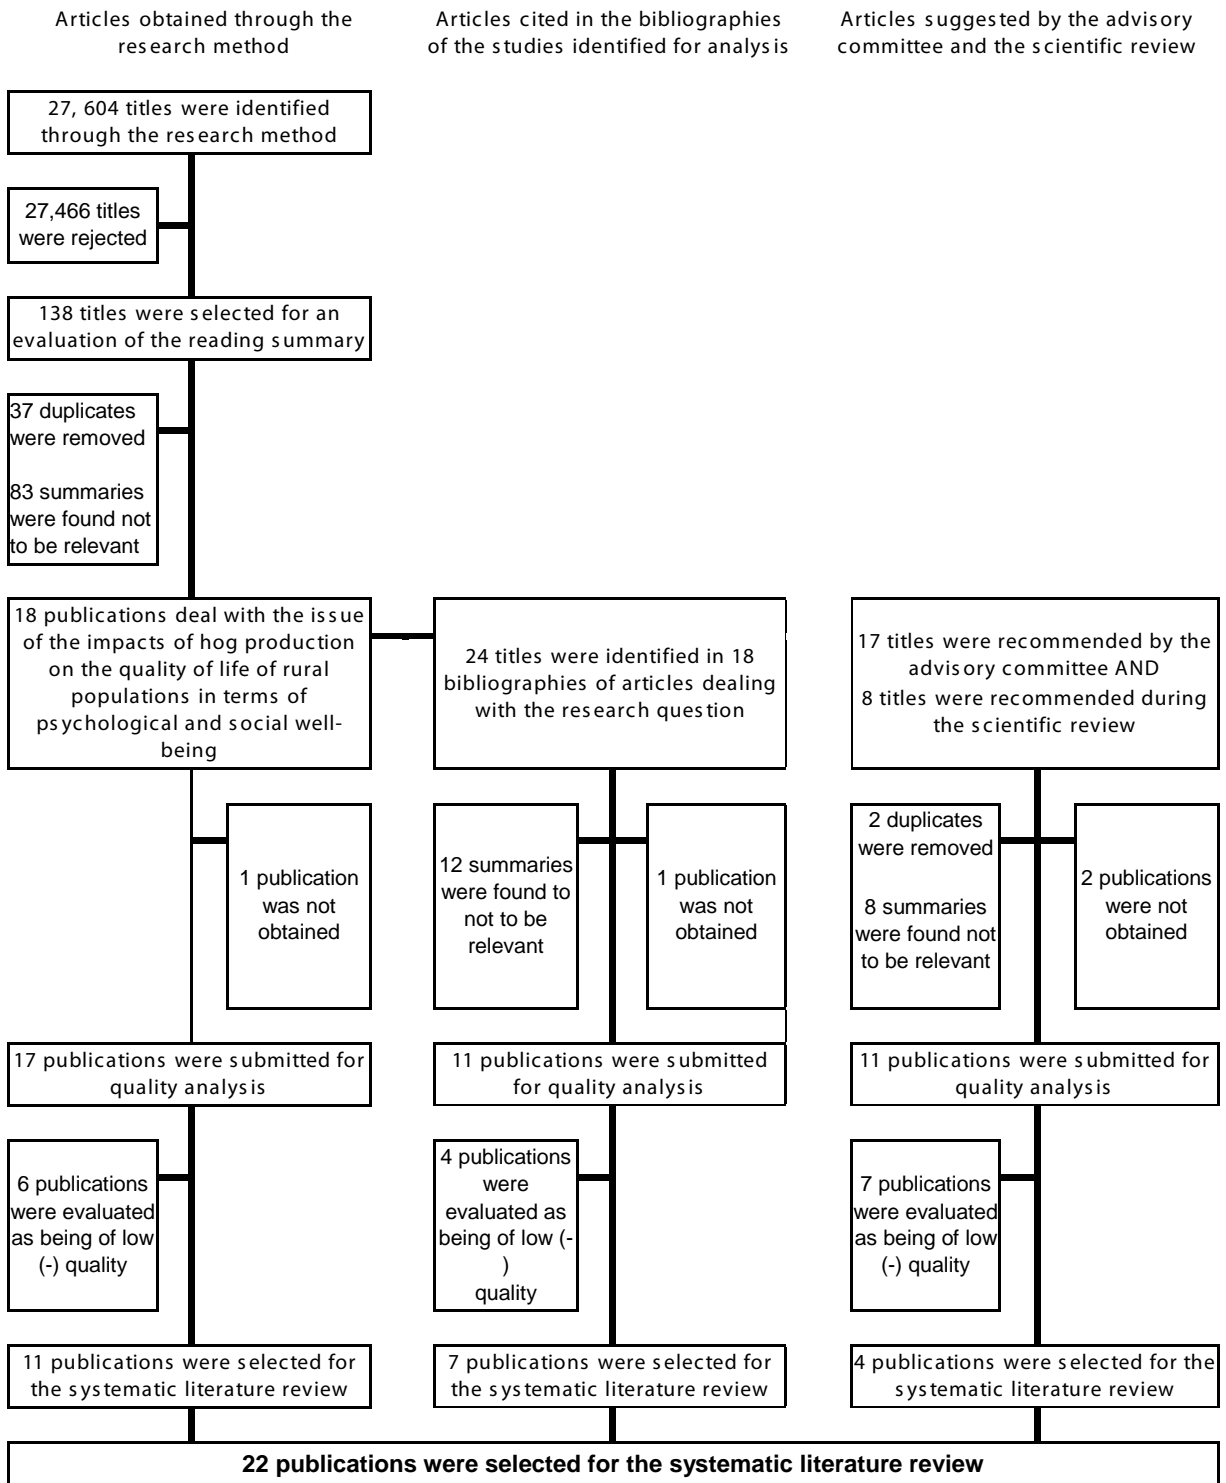 Articles obtained through the
research method
Articles cited in the bibliographies
of the studies identified for analysis
Articles suggested by the advisory
committee and the scientific review
27, 604 titles were identified
through the research method
27,466 titles
were rejected
138 titles were selected for an
evaluation of the reading summary
37 duplicates
were removed
83 summaries
were found not
to be relevant
18 publications deal with the issue
of the impacts of hog production
on the quality of life of rural
populations in terms of
psychological and social well-
being
24 titles were identified in 18
bibliographies of articles dealing
with the research question
17 titles were recommended by the
advisory committee AND
8 titles were recommended during
the scientific review
1 publication
was not
obtained
12 summaries
were found to
not to be
relevant
1 publication
was not
obtained
2 duplicates
were removed
8 summaries
were found not
to be relevant
2 publications
were not
obtained
17 publications were submitted for
quality analysis
11 publications were submitted
for quality analysis
11 publications were submitted for
quality analysis
6 publications
were evaluated
as being of low
(-) quality
4 publications
were
evaluated as
being of low (-
)
quality
7 publications
were evaluated
as being of low
(-) quality
11 publications were selected for
the systematic literature review
7 publications were selected for
the systematic literature review
4 publications were selected for the
systematic literature review
22 publications were selected for the systematic literature review